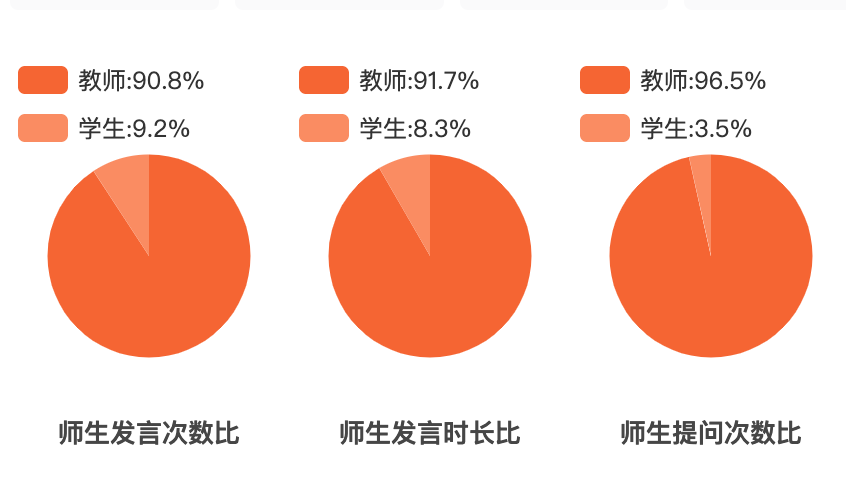 教师:90.8%
学生:9.2%
师生发言次数比
教师:91.7%
学生:8.3%
师生发言时长比
教师:96.5%
学生:3.5%
师生提问次数比